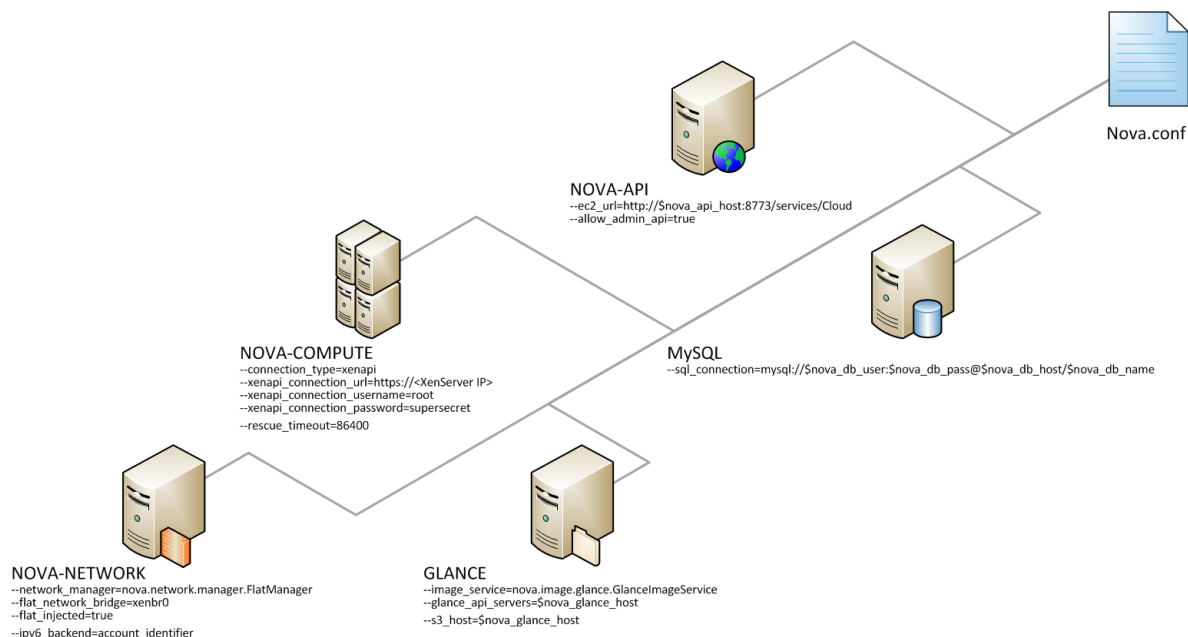 Nova.conf
NOVA-API
--ec2_url=http://$nova_api_host:8773/services/Cloud
--allow_admin_api=true
NOVA-COMPUTE
--connection_type=xenapi
--xenapi_connection_url=https://<XenServer IP>
--xenapi_connection_username=root
--xenapi_connection_password=supersecret
--rescue_timeout=86400
MySQL
--sql_connection=mysql://$nova_db_user:$nova_db_pass@$nova_db_host/$nova_db_name
NOVA-NETWORK
--network_manager=nova.network.manager.FlatManager
--flat_network_bridge=xenbr0
--flat_injected=true
--ipv6_backend=account_identifier
GLANCE
--image_service=nova.image.glance.GlanceImageService
--glance_api_servers=$nova_glance_host
--s3_host=$nova_glance_host